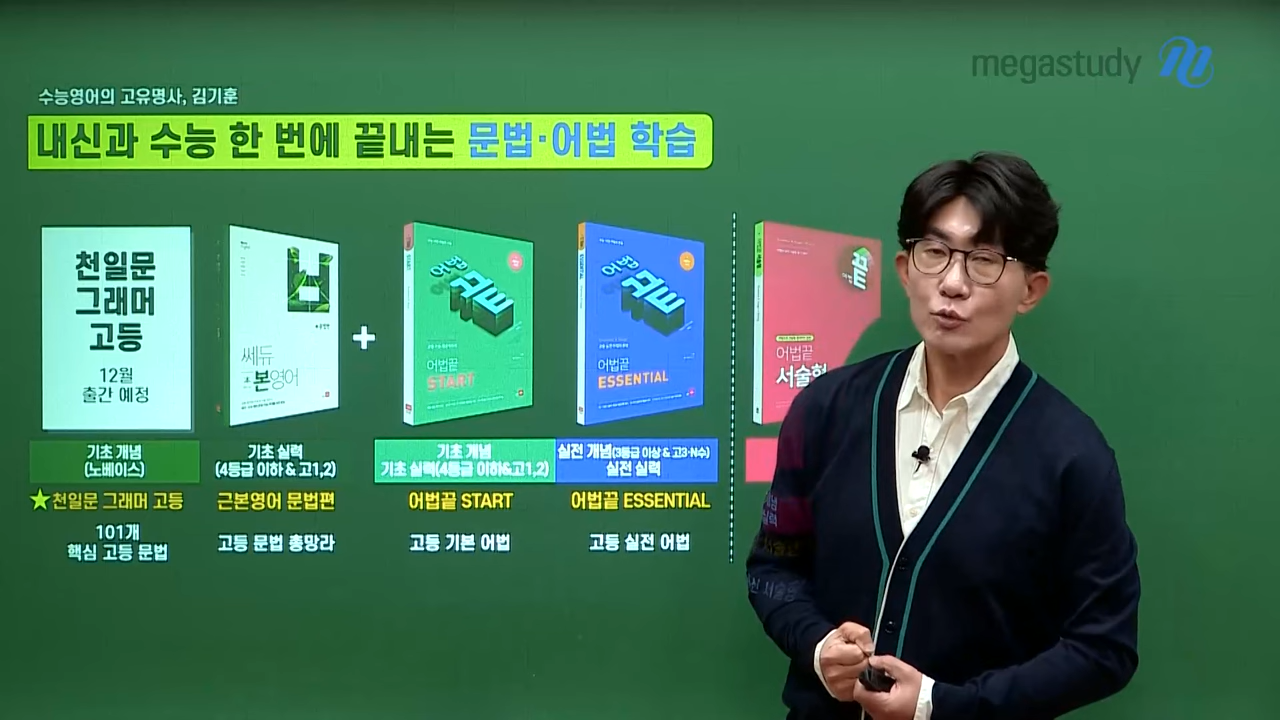 megastudy
수능영어의 고유명사, 김기훈
내신과 수능 한 번에 끝내는 문법·어법 학습
천일문
그래머
고등
12월
출간 예정
쎄듀
본영어
+
어법끝
어법끝
START
어법끝
어법끝
ESSENTIAL
어법끝
서술형
기초 개념
(노베이스)
기초 실력
(4등급 이하 & 고1,2)
기초 개념
기초 실력(4등급 이하&고1,2)
실전 개념(3등급 이상 & 고3·N수)
실전 실력
★천일문 그래머 고등
근본영어 문법편
어법끝 START
어법끝 ESSENTIAL
101개
핵심 고등 문법
고등 문법 총망라
고등 기본 어법
고등 실전 어법